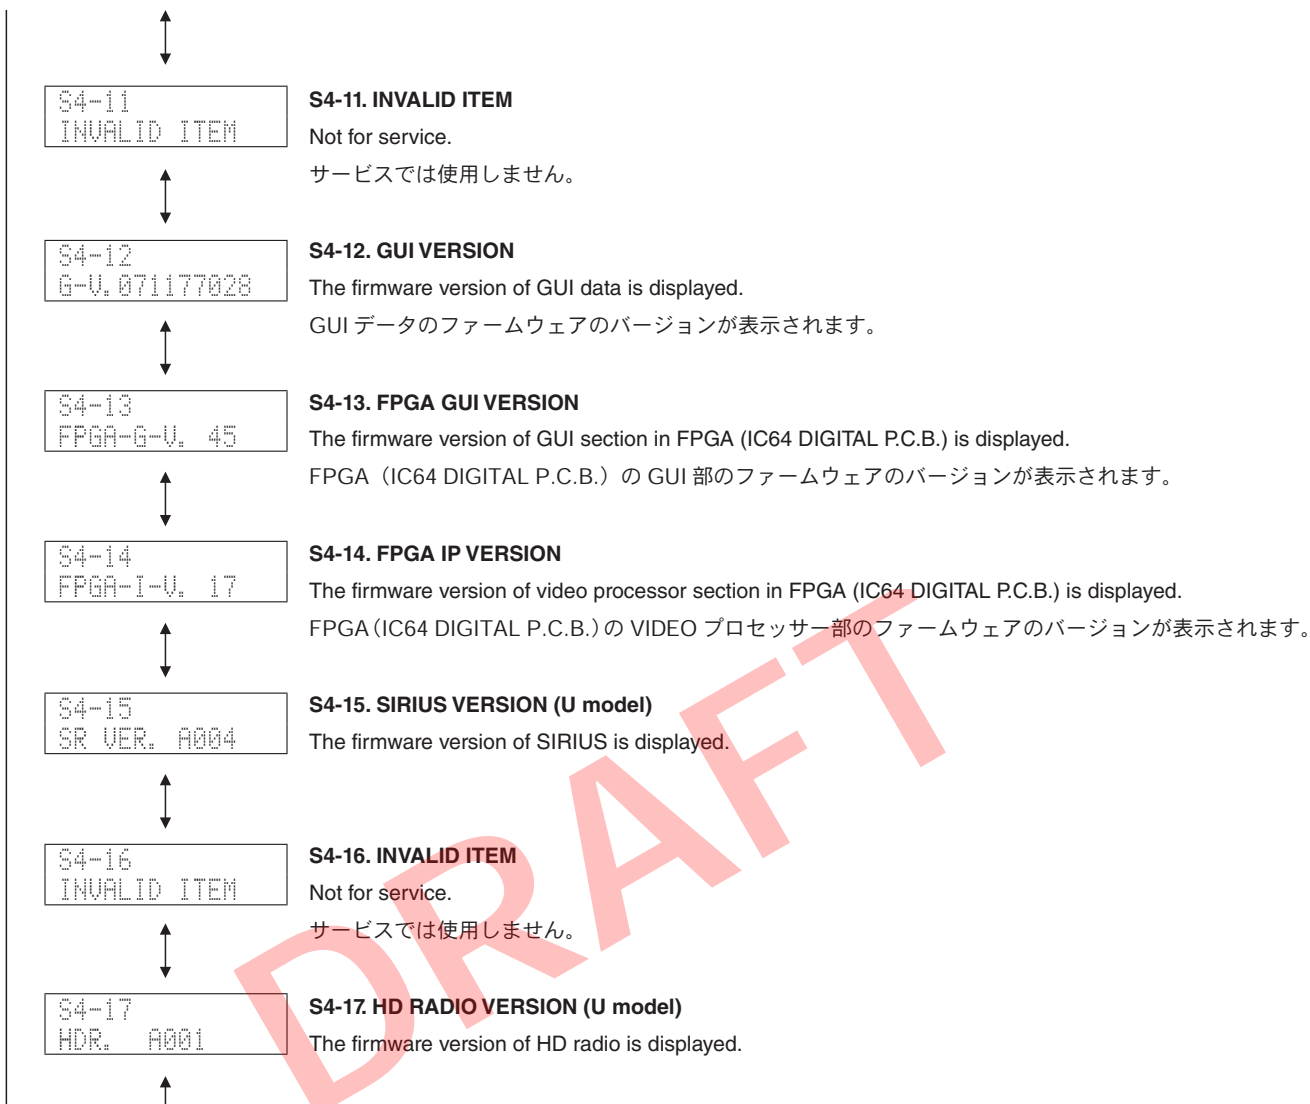 S4-11
INVALID ITEM
S4-11. INVALID ITEM
Not for service.
サービスでは使用しません。
S4-12
G-V.071177028
S4-12. GUI VERSION
The firmware version of GUI data is displayed.
GUI データのファームウェアのバージョンが表示されます。
S4-13
FPGA-G-V. 45
S4-13. FPGA GUI VERSION
The firmware version of GUI section in FPGA (IC64 DIGITAL P.C.B.) is displayed.
FPGA（IC64 DIGITAL P.C.B.）の GUI 部のファームウェアのバージョンが表示されます。
S4-14
FPGA-I-V. 17
S4-14. FPGA IP VERSION
The firmware version of video processor section in FPGA (IC64 DIGITAL P.C.B.) is displayed.
FPGA（IC64 DIGITAL P.C.B.）の VIDEO プロセッサー部のファームウェアのバージョンが表示されます。
S4-15
SR VER. A004
S4-15. SIRIUS VERSION (U model)
The firmware version of SIRIUS is displayed.
S4-16
INVALID ITEM
S4-16. INVALID ITEM
Not for service.
サービスでは使用しません。
S4-17
HDR. A001
S4-17. HD RADIO VERSION (U model)
The firmware version of HD radio is displayed.
DRAFT